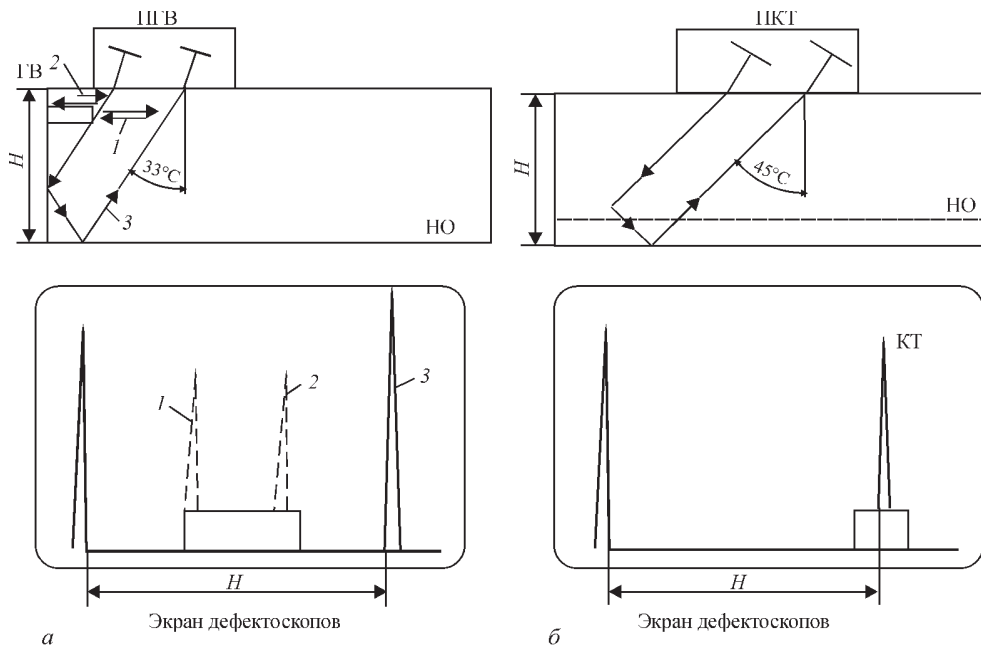 ПГВ
2
ГВ
H
1
33°C
3
НО
ПКТ
H
45°C
НО
1
2
3
H
Экран дефектоскопов
а
КТ
H
Экран дефектоскопов
б